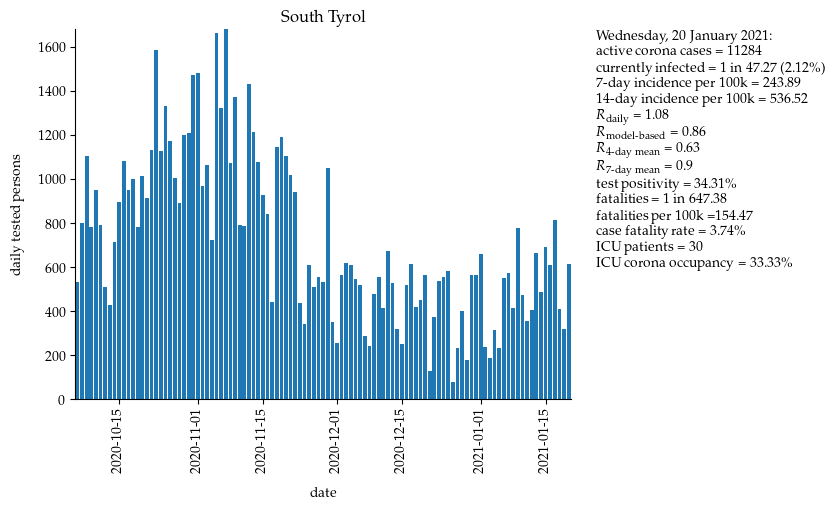 South Tyrol
1600
1400
1200
1000
800
600
400
200
0
daily tested persons
2020-10-15
2020-11-01
2020-11-15
2020-12-01
2020-12-15
2021-01-01
2021-01-15
date
Wednesday, 20 January 2021:
active corona cases = 11284
currently infected = 1 in 47.27 (2.12%)
7-day incidence per 100k = 243.89
14-day incidence per 100k = 536.52
R daily = 1.08
R model-based = 0.86
R 4-day mean = 0.63
R 7-day mean = 0.9
test positivity = 34.31%
fatalities = 1 in 647.38
fatalities per 100k =154.47
case fatality rate = 3.74%
ICU patients = 30
ICU corona occupancy = 33.33%